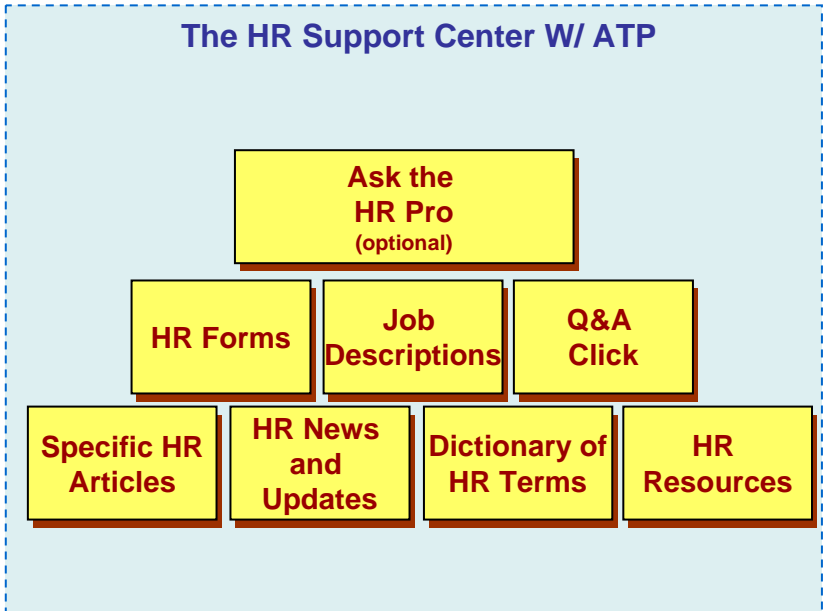 The HR Support Center W/ ATP
Ask the
HR Pro
(optional)
HR Forms
Job
Descriptions
Q&A
Click
Specific HR
Articles
HR News
and
Updates
Dictionary of
HR Terms
HR
Resources